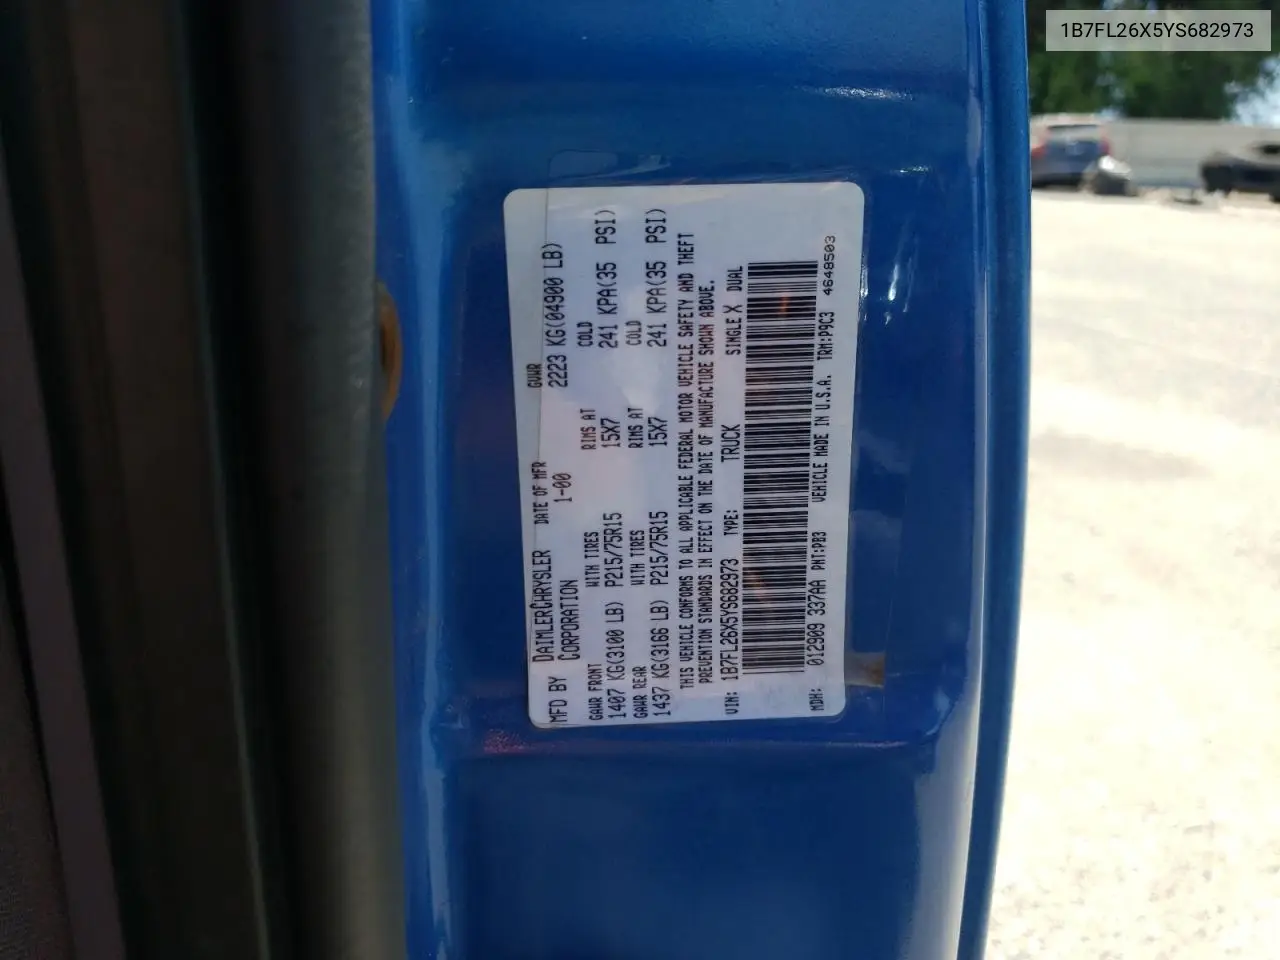 1B7FL26X5YS682973
MFD BY DAIMLERCHRYSLER CORPORATION DATE OF MFR 1-00 GVWR 2223 KG(04900 LB)
GAWR FRONT WITH TIRES RIMS AT COLD
1407 KG(3100 LB) P215/75R15 15X7 241 KPA(35 PSI)
GAWR REAR WITH TIRES RIMS AT COLD
1437 KG(3166 LB) P215/75R15 15X7 241 KPA(35 PSI)
THIS VEHICLE CONFORMS TO ALL APPLICABLE FEDERAL MOTOR VEHICLE SAFETY AND THEFT
PREVENTION STANDARDS IN EFFECT ON THE DATE OF MANUFACTURE SHOWN ABOVE.
VIN: 1B7FL26X5YS682973 TYPE: TRUCK SINGLE X DUAL
MDH: 012909 337AA PNT:PB3 VEHICLE MADE IN U.S.A. TRM:P9C3 4648503